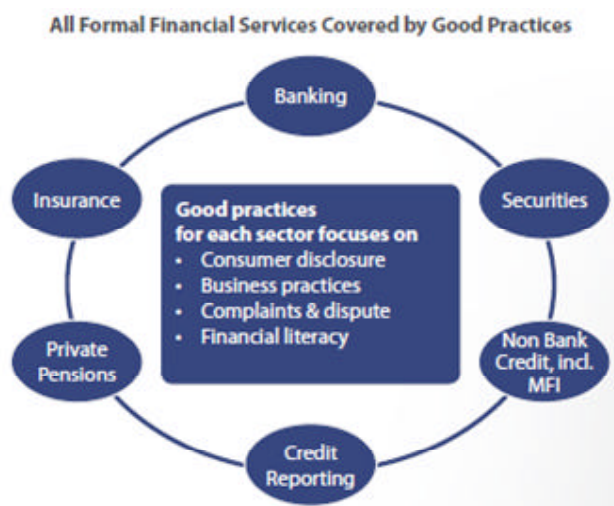 All Formal Financial Services Covered by Good Practices
Banking
Insurance
Securities
Good practices
for each sector focuses on
• Consumer disclosure
• Business practices
• Complaints & dispute
• Financial literacy
Private
Pensions
Non Bank
Credit, incl.
MFI
Credit
Reporting